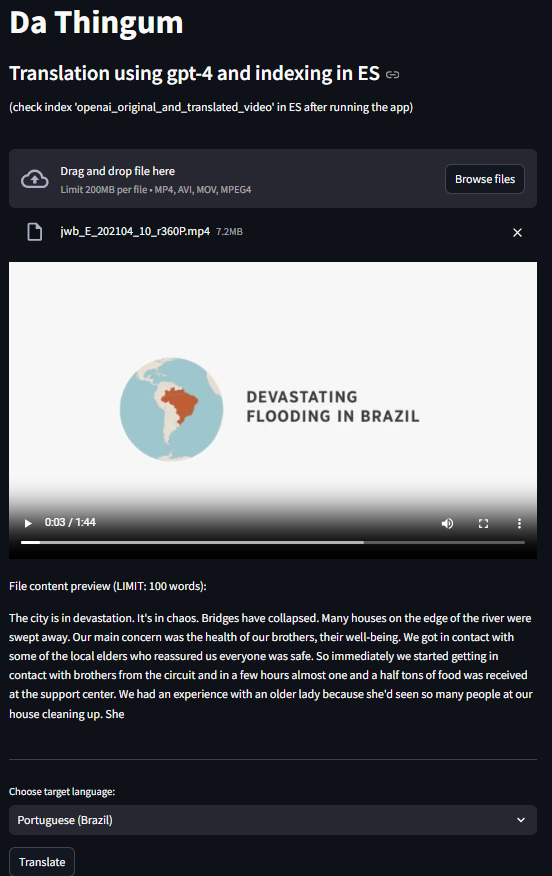 Da Thingum
Translation using gpt-4 and indexing in ES
(check index 'openai_original_and_translated_video' in ES after running the app)
Drag and drop file here
Limit 200MB per file • MP4, AVI, MOV, MPEG4
Browse files
jwb_E_202104_10_r360P.mp4 7.2MB
DEVASTATING
FLOODING IN BRAZIL
0:03 / 1:44
File content preview (LIMIT: 100 words):
The city is in devastation. It's in chaos. Bridges have collapsed. Many houses on the edge of the river were
swept away. Our main concern was the health of our brothers, their well-being. We got in contact with
some of the local elders who reassured us everyone was safe. So immediately we started getting in
contact with brothers from the circuit and in a few hours almost one and a half tons of food was received
at the support center. We had an experience with an older lady because she'd seen so many people at our
house cleaning up. She
Choose target language:
Portuguese (Brazil)
Translate